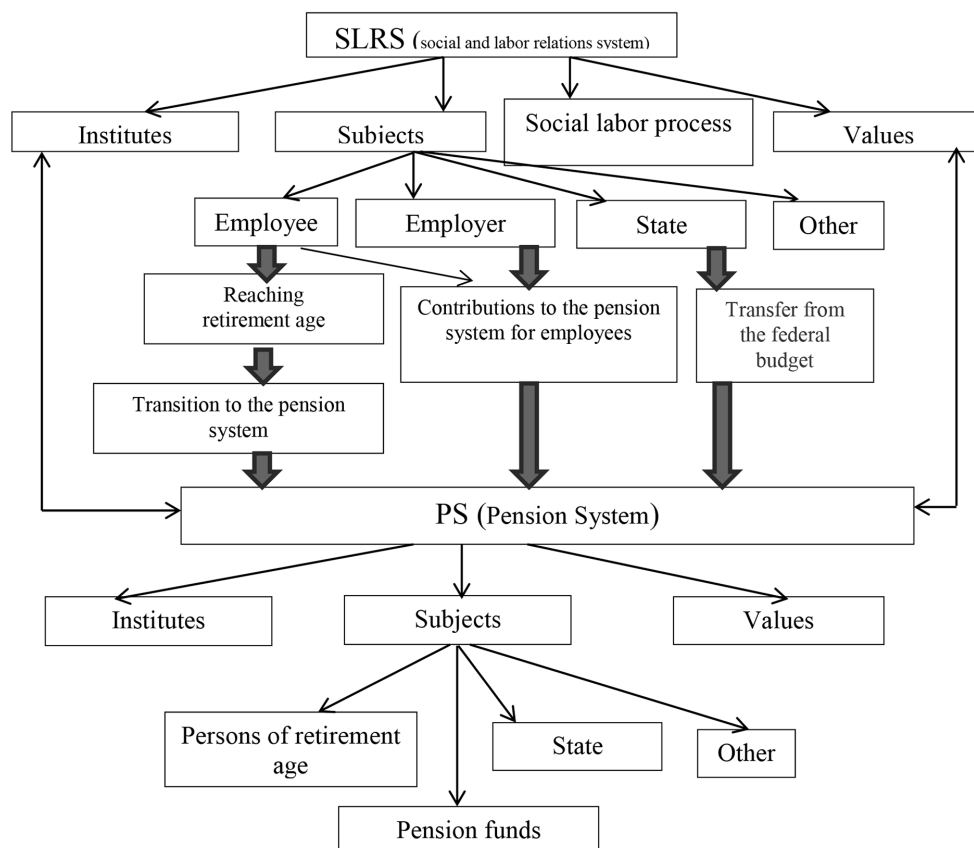 SLRS (social and labor relations system)
Institutes
Subjects
Social labor process
Values
Employee
Employer
State
Other
Reaching
retirement age
Contributions to the pension
system for employees
Transfer from
the federal
budget
Transition to the pension
system
PS (Pension System)
Institutes
Subjects
Values
Persons of retirement
age
State
Other
Pension funds